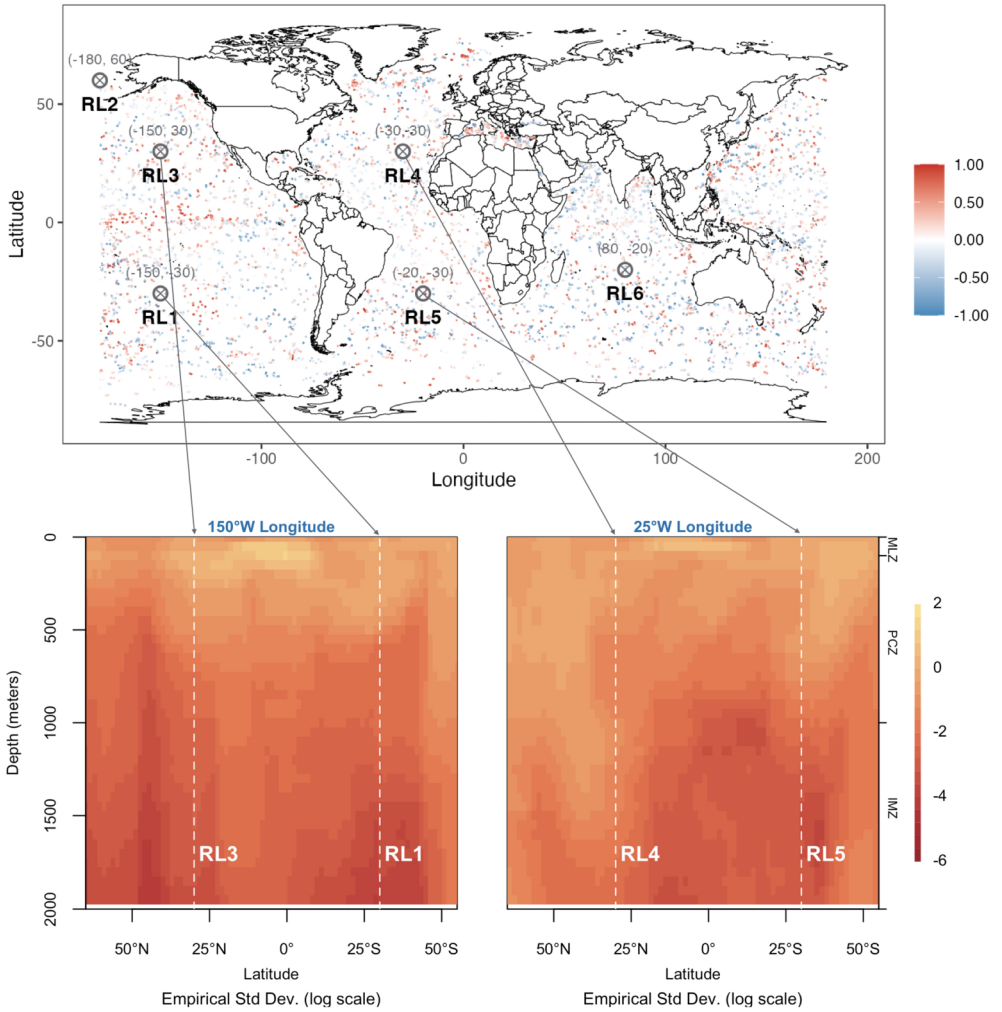 (-180, 60)
RL2
(-150, 30)
RL3
(-30,-30)
RL4
(-150, -30)
RL1
(-20, -30)
RL5
(80, -20)
RL6
50
0
-50
Latitude
-100
0
100
200
Longitude
1.00
0.50
0.00
-0.50
-1.00
150°W Longitude
25°W Longitude
0
500
1000
1500
2000
Depth (meters)
RL3
RL1
RL4
RL5
MLZ
PCZ
IMZ
2
0
-2
-4
-6
50°N 25°N 0° 25°S 50°S
Latitude
Empirical Std Dev. (log scale)
50°N 25°N 0° 25°S 50°S
Latitude
Empirical Std Dev. (log scale)